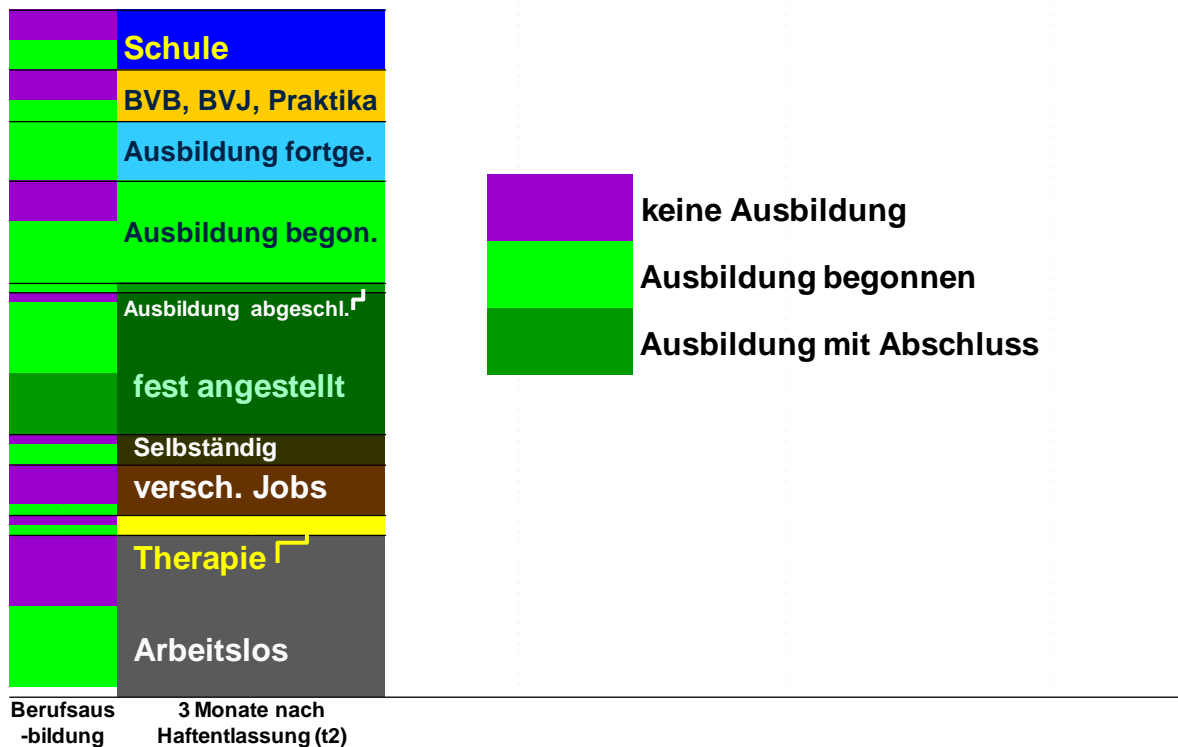 Schule
BVB, BVJ, Praktika
Ausbildung fortge.
Ausbildung begon.
Ausbildung abgeschl.
fest angestellt
Selbständig
versch. Jobs
Therapie
Arbeitslos
keine Ausbildung
Ausbildung begonnen
Ausbildung mit Abschluss
Berufsaus
-bildung
3 Monate nach
Haftentlassung (t2)